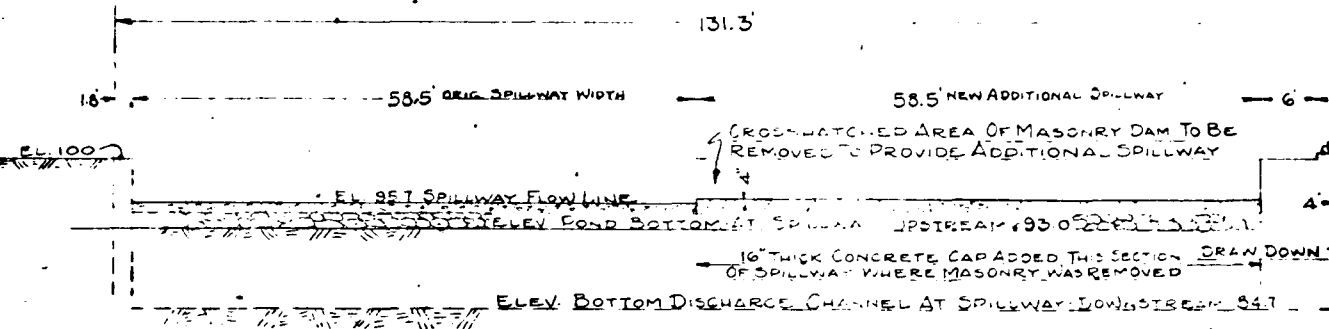 131.3'
1.8'
58.5' ORIG SPILLWAY WIDTH
58.5' NEW ADDITIONAL SPILLWAY
6'
CROSS-HATCHED AREA OF MASONRY DAM TO BE
REMOVED TO PROVIDE ADDITIONAL SPILLWAY
EL. 100
EL 95.7 SPILLWAY FLOW LINE
4'
ELEV POND BOTTOM AT UPSTREAM 93.0
16" THICK CONCRETE CAP ADDED THIS SECTION
OF SPILLWAY WHERE MASONRY WAS REMOVED
DRAW DOWN
ELEV. BOTTOM DISCHARGE CHANNEL AT SPILLWAY DOWNSTREAM 84.7